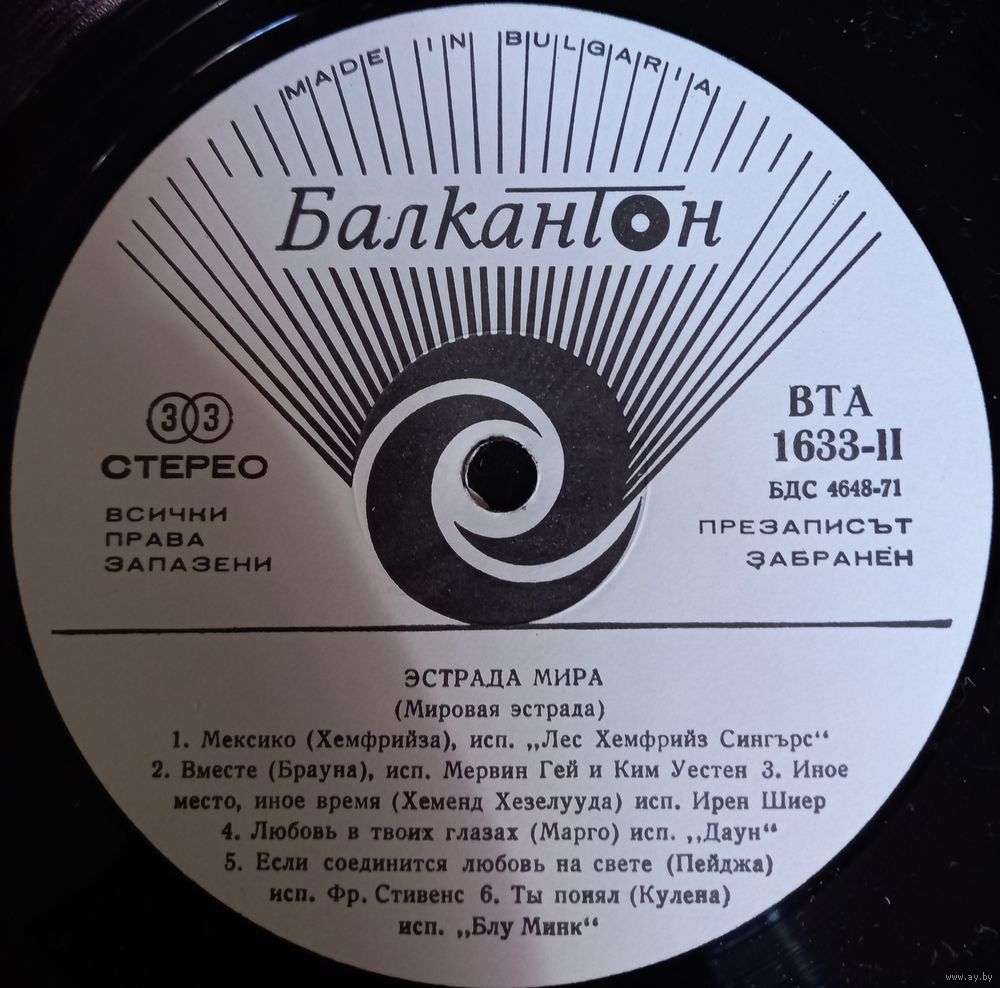 MADE IN BULGARIA
БалканТон
33
СТЕРЕО
ВСИЧКИ
ПРАВА
ЗАПАЗЕНИ
ВТА
1633-II
БДС 4648-71
ПРЕЗАПИСЪТ
ЗАБРАНЕН
ЭСТРАДА МИРА
(Мировая эстрада)
1. Мексико (Хемфрийза), исп. „Лес Хемфрийз Сингърс“
2. Вместе (Брауна), исп. Мервин Гей и Ким Уестен 3. Иное
место, иное время (Хеменд Хезелууда) исп. Ирен Шиер
4. Любовь в твоих глазах (Марго) исп. „Даун“
5. Если соединится любовь на свете (Пейджа)
исп. Фр. Стивенс 6. Ты понял (Кулена)
исп. „Блу Минк“
www.ay.by